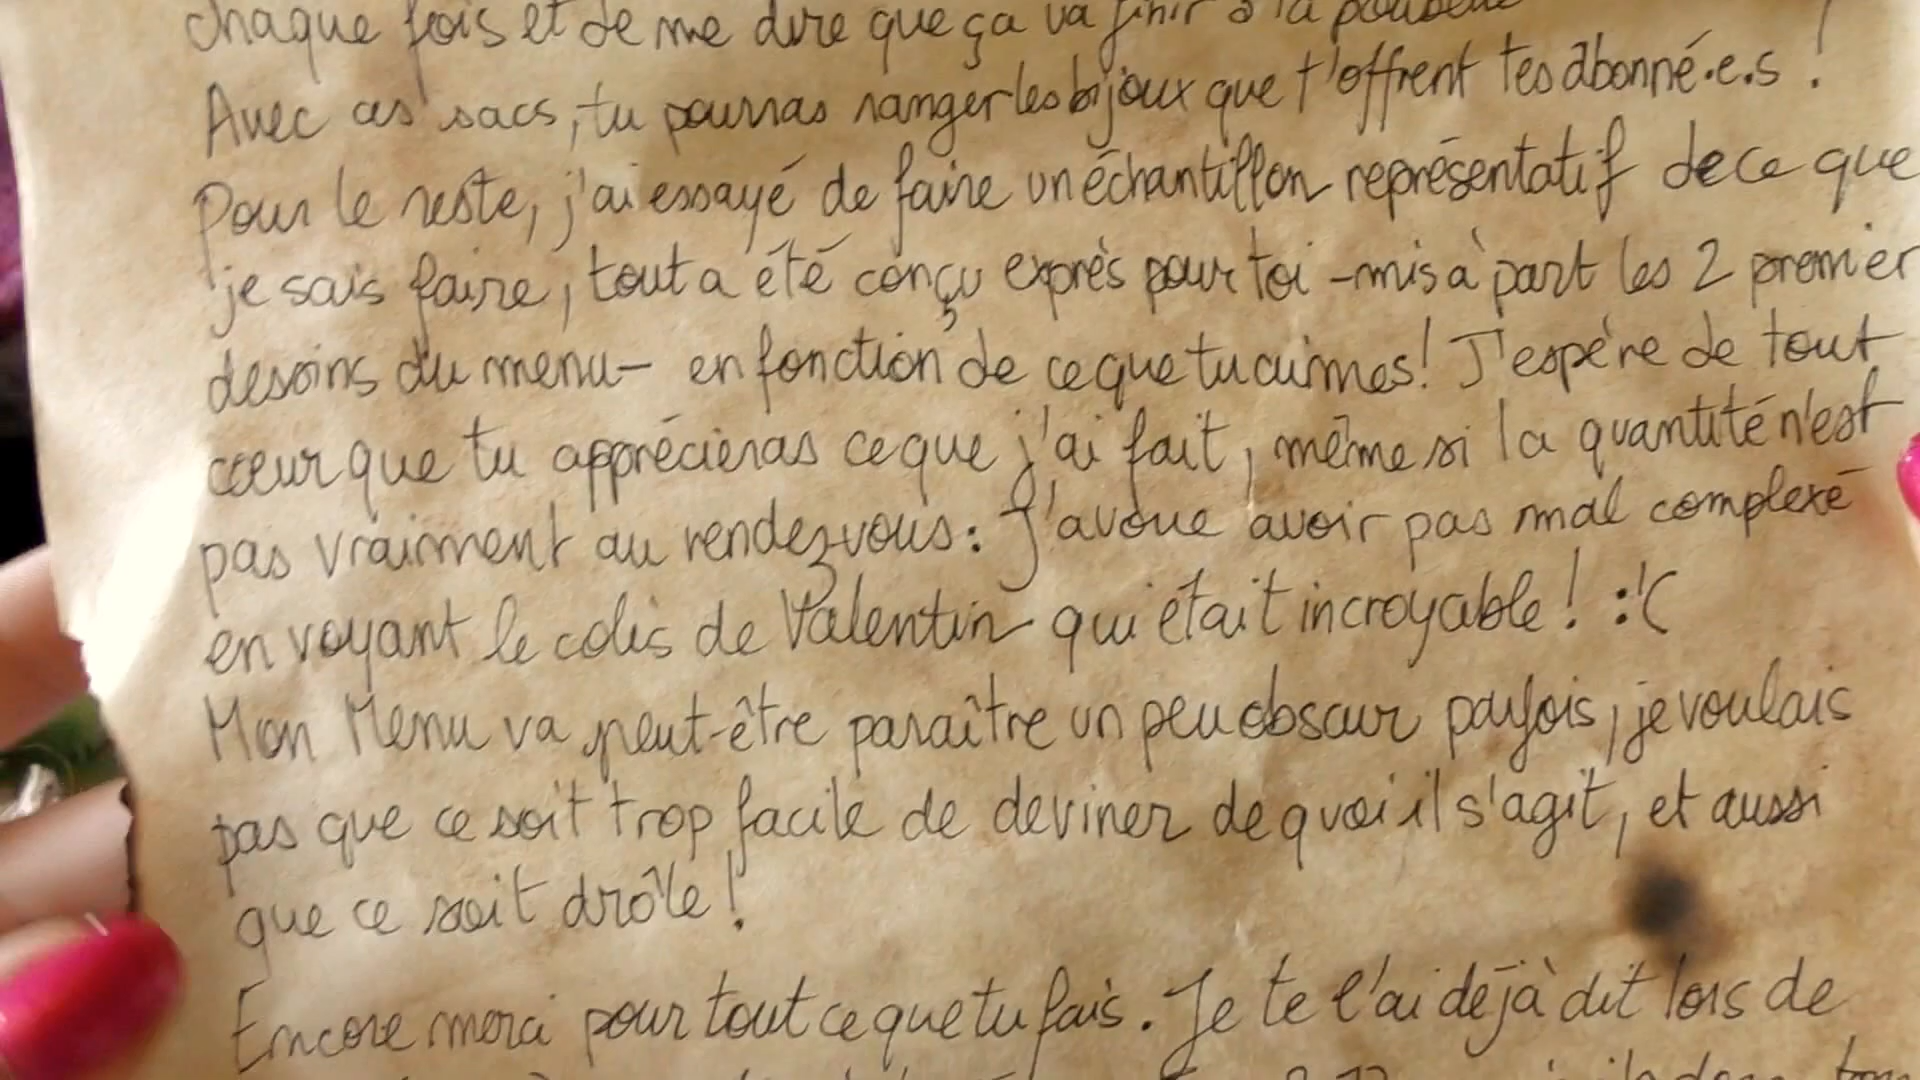 chaque fois et de me dire que ça va finir à la poubelle
Avec ces sacs, tu pourras ranger les bijoux que t'offrent tes abonné.e.s !
Pour le reste, j'ai essayé de faire un échantillon représentatif de ce que
je sais faire, tout a été conçu exprès pour toi - mis à part les 2 premier
dessins du menu - en fonction de ce que tu aimes ! J'espère de tout
cœur que tu apprécieras ce que j'ai fait, même si la quantité n'est
pas vraiment au rendez-vous : J'avoue avoir pas mal complexé
en voyant le colis de Valentin qui était incroyable ! :'(
Mon Menu va peut-être paraître un peu obscur parfois, je voulais
pas que ce soit trop facile de deviner de quoi il s'agit, et aussi
que ce soit drôle !
Encore merci pour tout ce que tu fais. Je te l'ai déjà dit lors de